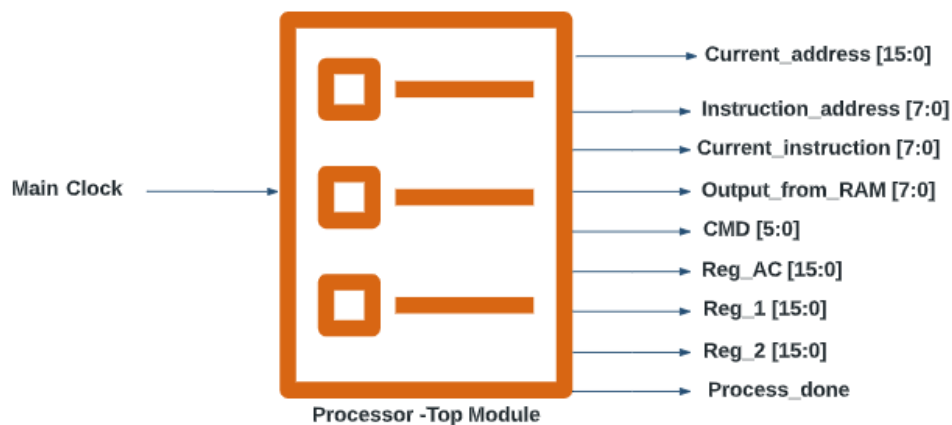 Current_address [15:0]
Instruction_address [7:0]
Current_instruction [7:0]
Main Clock
Output_from_RAM [7:0]
CMD [5:0]
Reg_AC [15:0]
Reg_1 [15:0]
Reg_2 [15:0]
Process_done
Processor -Top Module